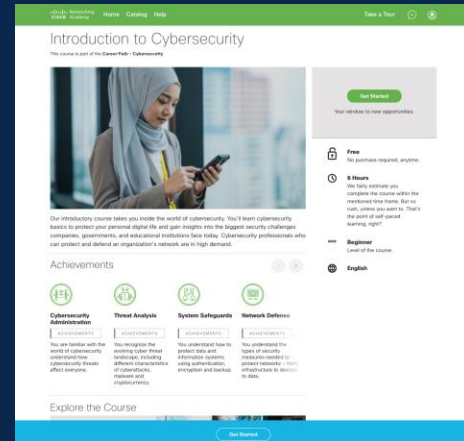 Networking
CISCO Academy
Home Catalog Help
Take a Tour
Introduction to Cybersecurity
This course is part of the Career Path - Cybersecurity
Get Started
Your window to new opportunities.
Free
No purchase required, anytime.
6 Hours
We fairly estimate you
complete the course within the
mentioned time frame. But no
rush, unless you want to. That's
the point of self-paced
learning, right?
Beginner
Level of the course.
English
Our introductory course takes you inside the world of cybersecurity. You'll learn cybersecurity
basics to protect your personal digital life and gain insights into the biggest security challenges
companies, governments, and educational institutions face today. Cybersecurity professionals who
can protect and defend an organization's network are in high demand.
Achievements
Cybersecurity
Administration
ACHIEVEMENTS
You are familiar with the
world of cybersecurity
understand how
cybersecurity threats
affect everyone.
Threat Analysis
ACHIEVEMENTS
You recognize the
evolving cyber threat
landscape, including
different characteristics
of cyberattacks,
malware and
cryptocurrency.
System Safeguards
ACHIEVEMENTS
You understand how to
protect data and
information systems
using authentication,
encryption and backup.
Network Defense
ACHIEVEMENTS
You understand the
types of security
measures needed to
protect networks - from
infrastructure to devices
to date.
Explore the Course
Get Started